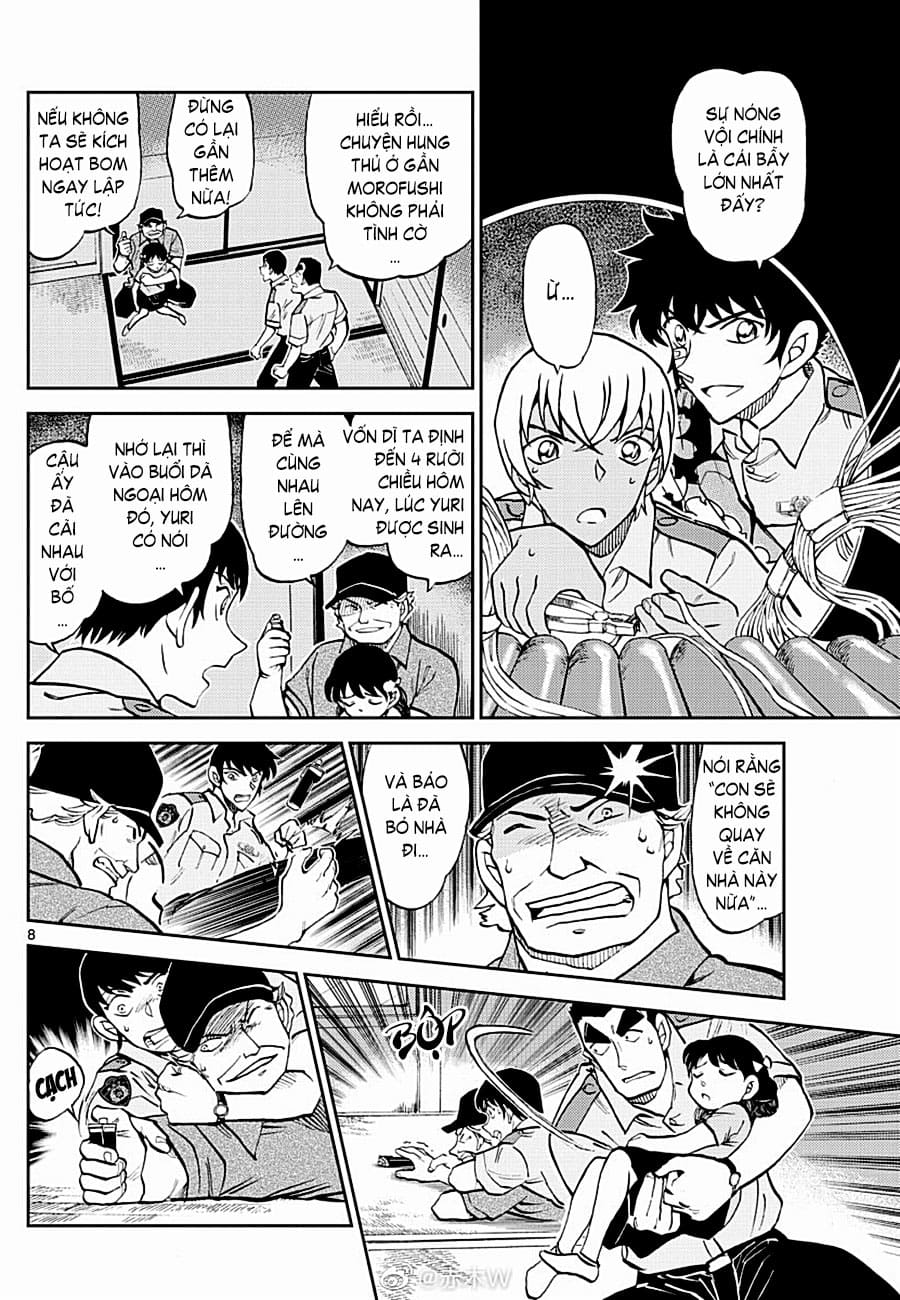 SỰ NÓNG
VỘI CHÍNH
LÀ CÁI BẪY
LỚN NHẤT
ĐẤY?
Ừ...
HIỂU RỒI...
CHUYỆN HUNG
THỦ Ở GẦN
MOROFUSHI
KHÔNG PHẢI
TÌNH CỜ
...
ĐỪNG
CÓ LẠI
GẦN
THÊM
NỮA!
NẾU KHÔNG
TA SẼ KÍCH
HOẠT BOM
NGAY LẬP
TỨC!
VỐN DĨ TA ĐỊNH
ĐẾN 4 RƯỠI
CHIỀU HÔM
NAY, LÚC YURI
ĐƯỢC SINH
RA...
ĐỂ MÀ
CÙNG
NHAU
LÊN
ĐƯỜNG
...
NHỚ LẠI THÌ
VÀO BUỔI DÃ
NGOẠI HÔM
ĐÓ, YURI
CÓ NÓI
...
CẬU
ẤY
ĐÃ
CÃI
NHAU
VỚI
BỐ
...
NÓI RẰNG
"CON SẼ
KHÔNG
QUAY
VỀ CĂN
NHÀ NÀY
NỮA"...
VÀ BẢO
LÀ ĐÃ
BỎ NHÀ
ĐI...
8
BỘP
CẠCH
@赤木W